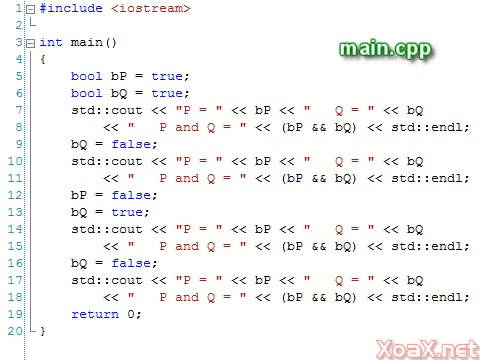 1 #include <iostream>
2
3 int main()
main.cpp
4 {
5 bool bP = true;
6 bool bQ = true;
7 std::cout << "P = " << bP << "   Q = " << bQ
8 << "   P and Q = " << (bP && bQ) << std::endl;
9 bQ = false;
10 std::cout << "P = " << bP << "   Q = " << bQ
11 << "   P and Q = " << (bP && bQ) << std::endl;
12 bP = false;
13 bQ = true;
14 std::cout << "P = " << bP << "   Q = " << bQ
15 << "   P and Q = " << (bP && bQ) << std::endl;
16 bQ = false;
17 std::cout << "P = " << bP << "   Q = " << bQ
18 << "   P and Q = " << (bP && bQ) << std::endl;
19 return 0;
20 }
XoaX.net